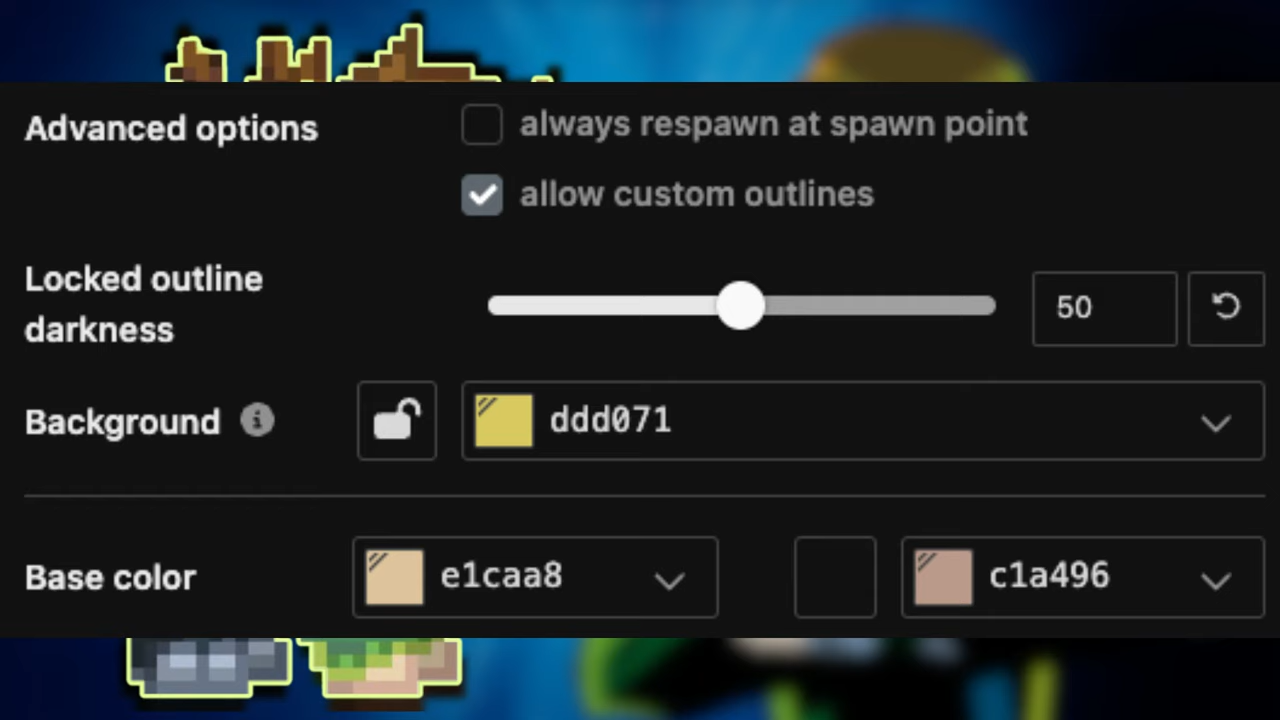 Advanced options
always respawn at spawn point
allow custom outlines
Locked outline
darkness
50
Background
ddd071
Base color
e1caa8
c1a496